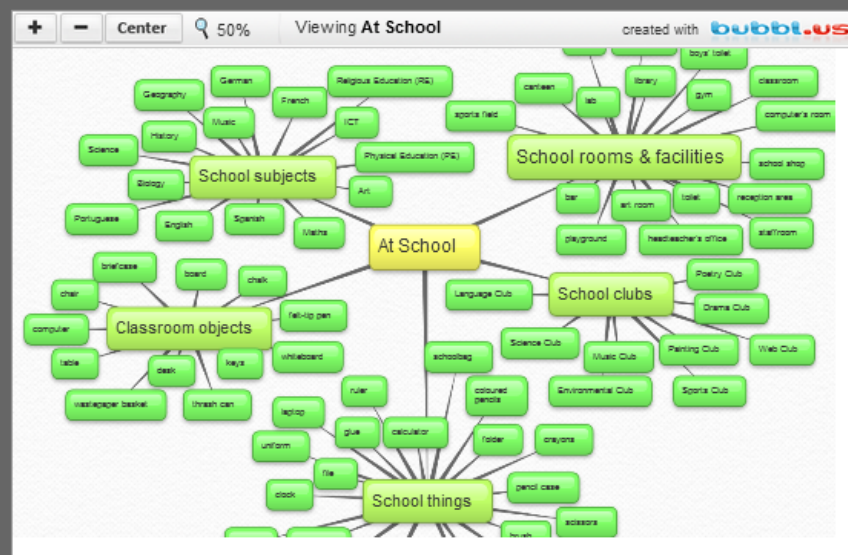 + − Center 50% Viewing At School created with bubbl.us
German
Religious Education (RE)
Geography
French
Music
ICT
History
Science
Physical Education (PE)
School subjects
Biology
Art
Portuguese
English
Spanish
Maths
boys' toilet
canteen
library
classroom
lab
gym
sports field
computer's room
School rooms & facilities
school shop
bar
art room
toilet
reception area
playground
headteacher's office
staffroom
At School
Poetry Club
Language Club
School clubs
Drama Club
Science Club
Music Club
Painting Club
Web Club
Environmental Club
Sports Club
briefcase
board
chalk
chair
felt-tip pen
computer
Classroom objects
table
desk
keys
whiteboard
wastepaper basket
thrash can
schoolbag
ruler
coloured
pencils
laptop
glue
calculator
folder
crayons
uniform
file
clock
School things
pencil case
scissors
brush